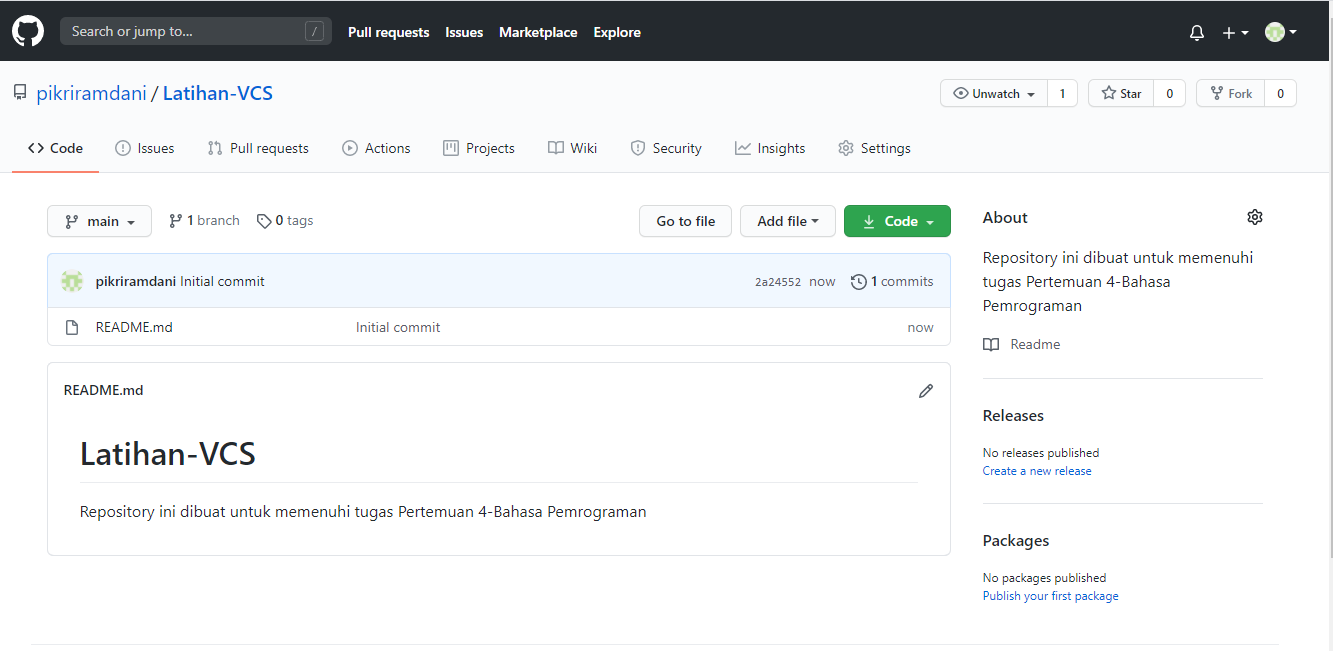 Search or jump to... /
Pull requests Issues Marketplace Explore
pikriramdani / Latihan-VCS
Unwatch 1 Star 0 Fork 0
Code Issues Pull requests Actions Projects Wiki Security Insights Settings
main 1 branch 0 tags
Go to file Add file Code
pikriramdani Initial commit 2a24552 now 1 commits
README.md Initial commit now
README.md
Latihan-VCS
Repository ini dibuat untuk memenuhi tugas Pertemuan 4-Bahasa Pemrograman
About
Repository ini dibuat untuk memenuhi
tugas Pertemuan 4-Bahasa
Pemrograman
Readme
Releases
No releases published
Create a new release
Packages
No packages published
Publish your first package